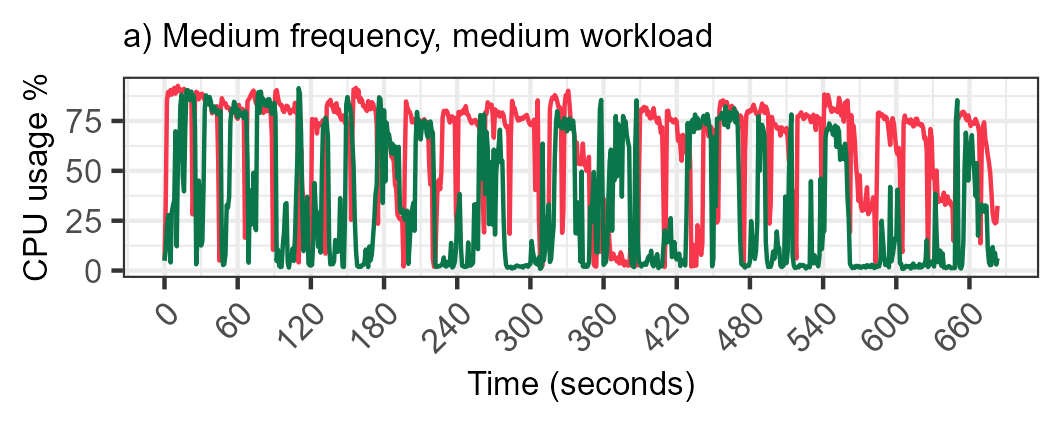 a) Medium frequency, medium workload
CPU usage %
75
50
25
0
0 60 120 180 240 300 360 420 480 540 600 660
Time (seconds)